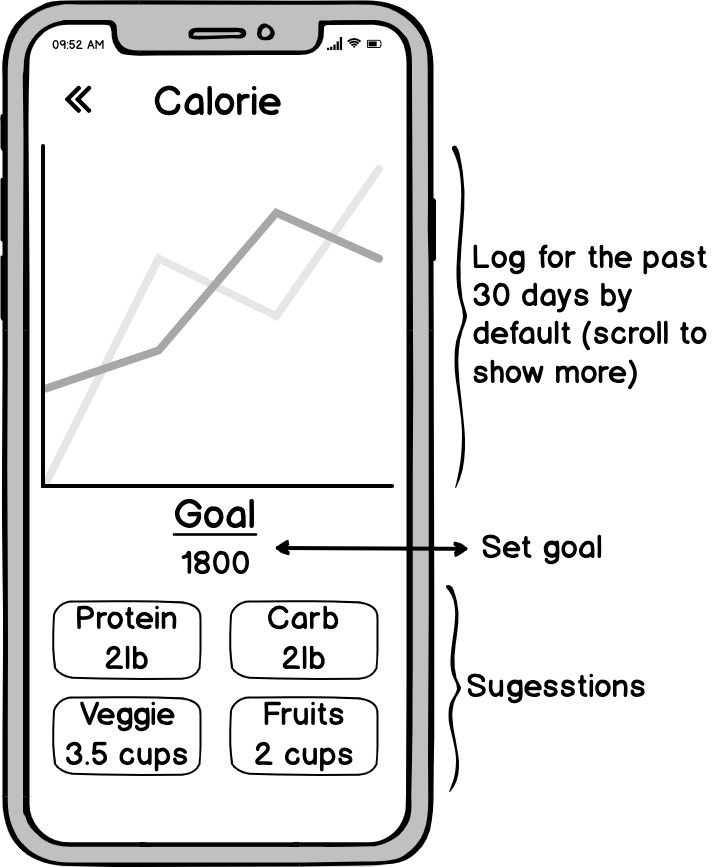 09:52 AM
Calorie
Log for the past
30 days by
default (scroll to
show more)
Goal
1800
Set goal
Protein
2lb
Carb
2lb
Veggie
3.5 cups
Fruits
2 cups
Sugesstions